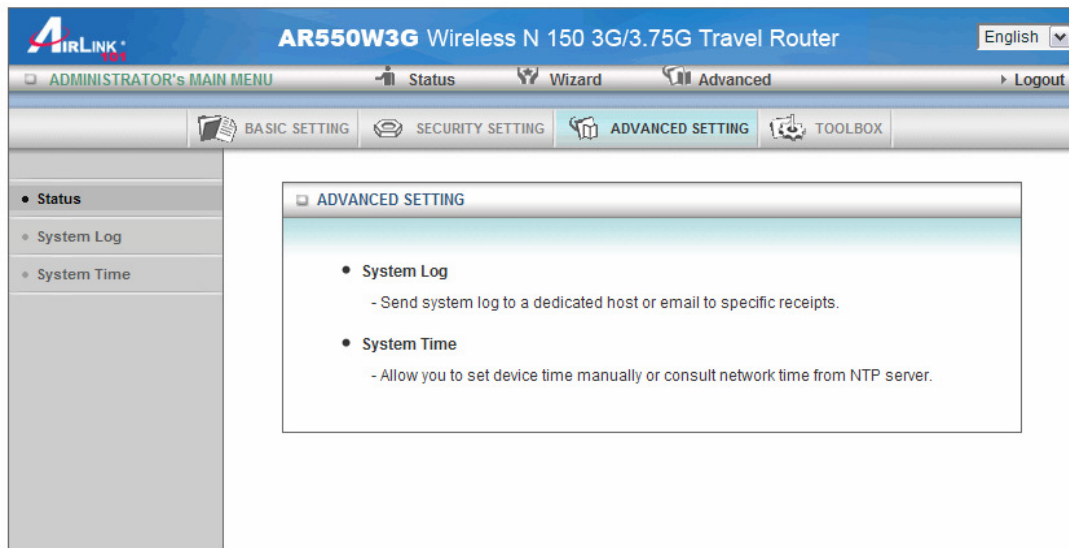 AIRLINK 101
AR550W3G Wireless N 150 3G/3.75G Travel Router
English
ADMINISTRATOR's MAIN MENU
Status
Wizard
Advanced
Logout
BASIC SETTING
SECURITY SETTING
ADVANCED SETTING
TOOLBOX
Status
System Log
System Time
ADVANCED SETTING
System Log
- Send system log to a dedicated host or email to specific receipts.
System Time
- Allow you to set device time manually or consult network time from NTP server.